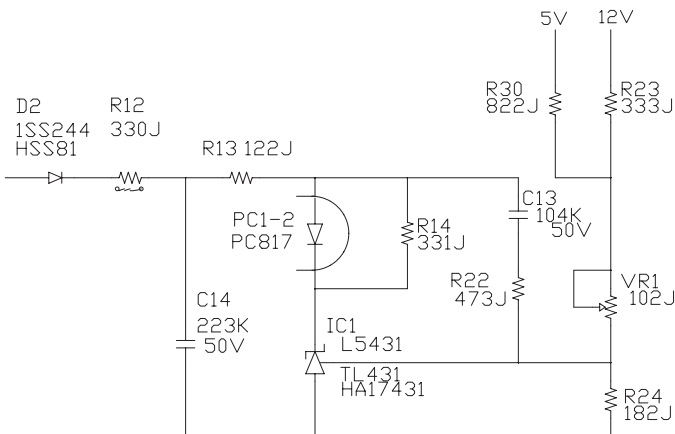 5V
12V
R30
822J
R23
333J
D2
1SS244
HSS81
R12
330J
R13 122J
PC1-2
PC817
R14
331J
C13
104K
50V
R22
473J
VR1
102J
C14
223K
50V
IC1
L5431
TL431
HA17431
R24
182J